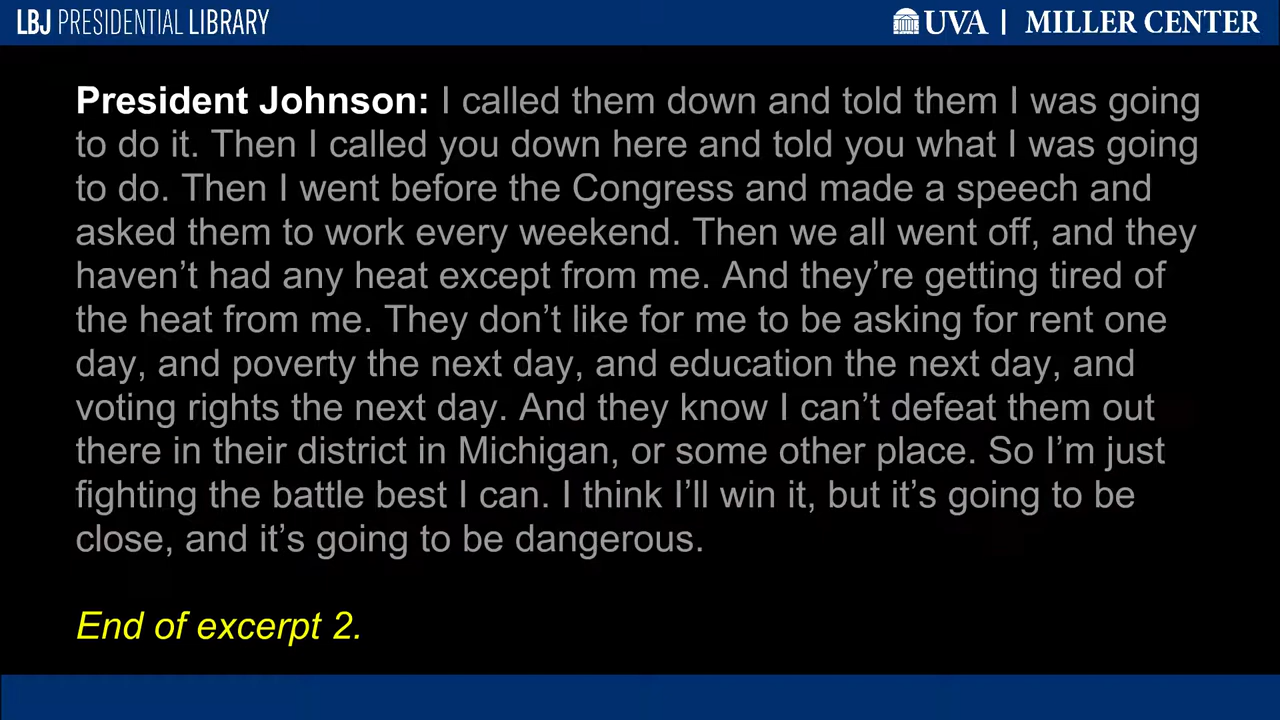 LBJ PRESIDENTIAL LIBRARY
UVA | MILLER CENTER
President Johnson: I called them down and told them I was going
to do it. Then I called you down here and told you what I was going
to do. Then I went before the Congress and made a speech and
asked them to work every weekend. Then we all went off, and they
haven’t had any heat except from me. And they’re getting tired of
the heat from me. They don’t like for me to be asking for rent one
day, and poverty the next day, and education the next day, and
voting rights the next day. And they know I can’t defeat them out
there in their district in Michigan, or some other place. So I’m just
fighting the battle best I can. I think I’ll win it, but it’s going to be
close, and it’s going to be dangerous.
End of excerpt 2.